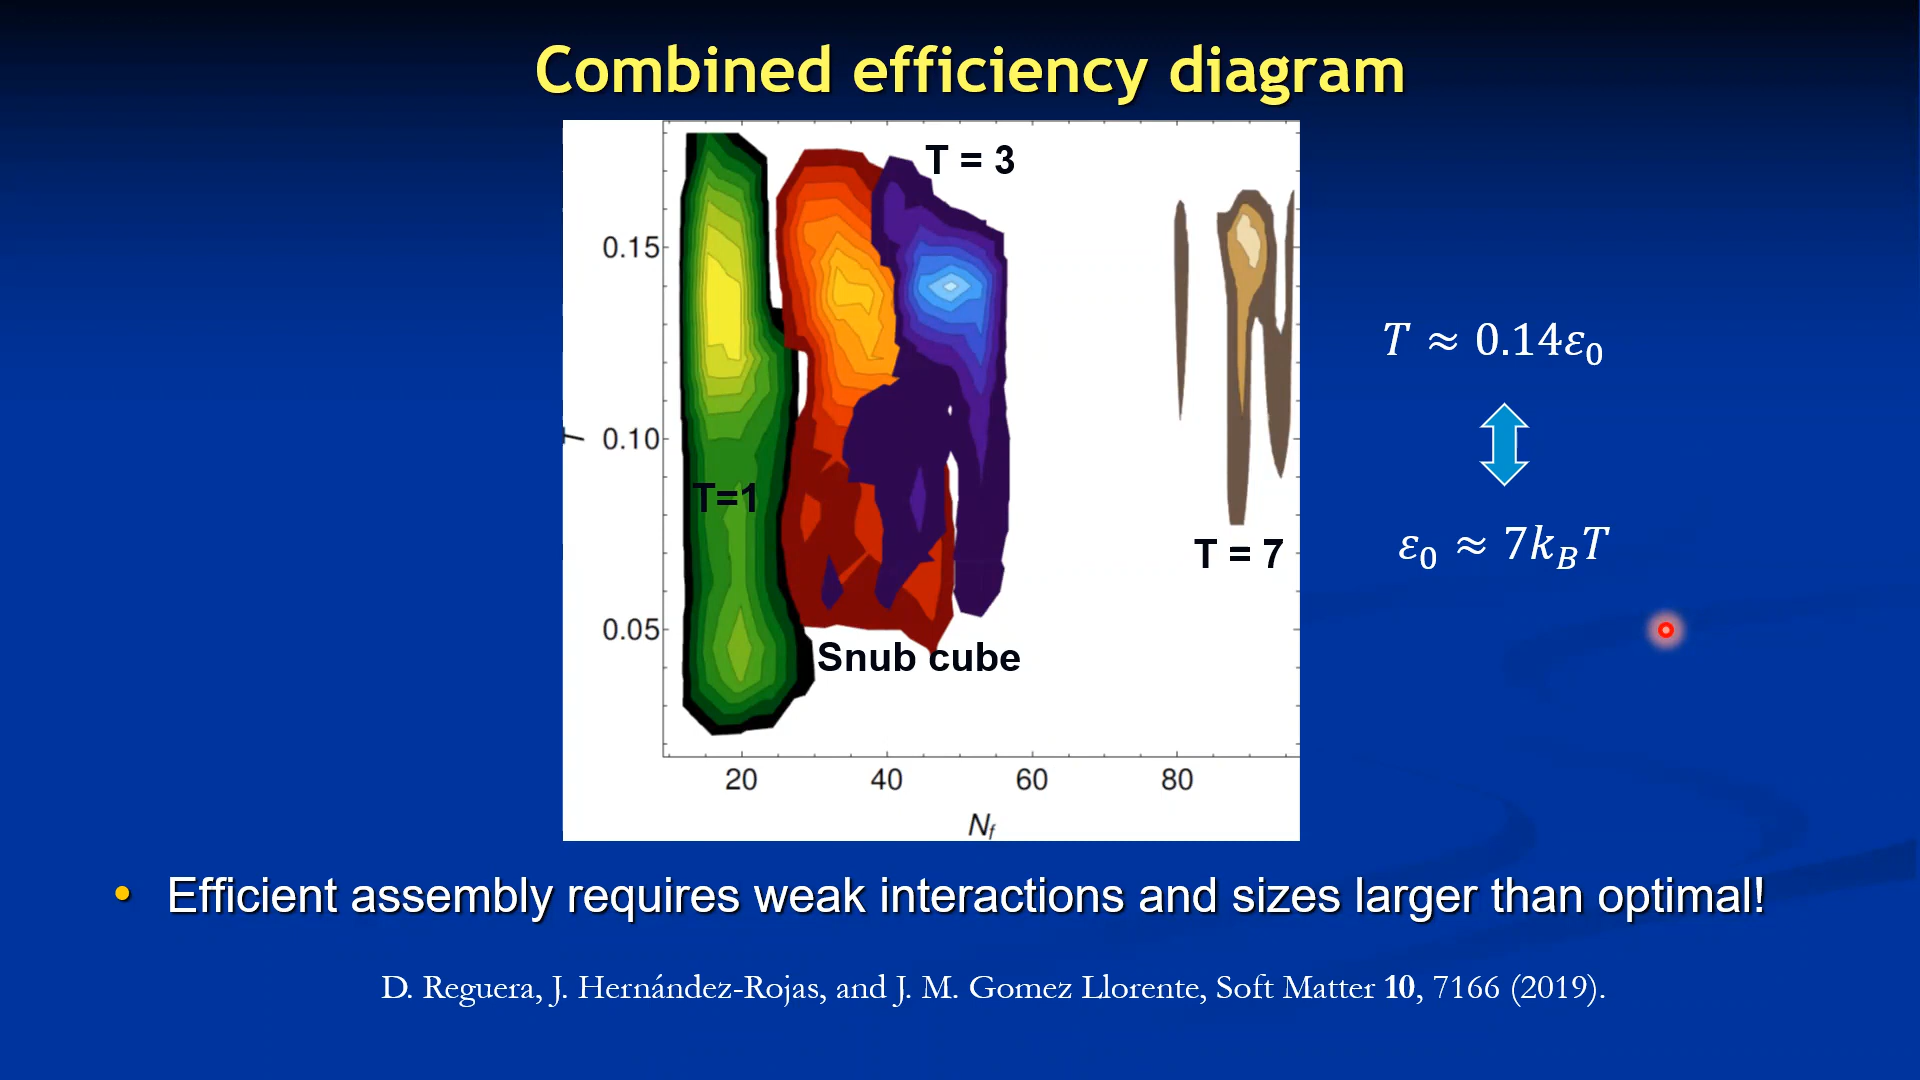 Combined efficiency diagram
T = 3
0.15
T ≈ 0.14ε₀
0.10
T=1
ε₀ ≈ 7k_BT
T = 7
0.05
Snub cube
20 40 60 80
N_f
• Efficient assembly requires weak interactions and sizes larger than optimal!
D. Reguera, J. Hernández-Rojas, and J. M. Gomez Llorente, Soft Matter 10, 7166 (2019).